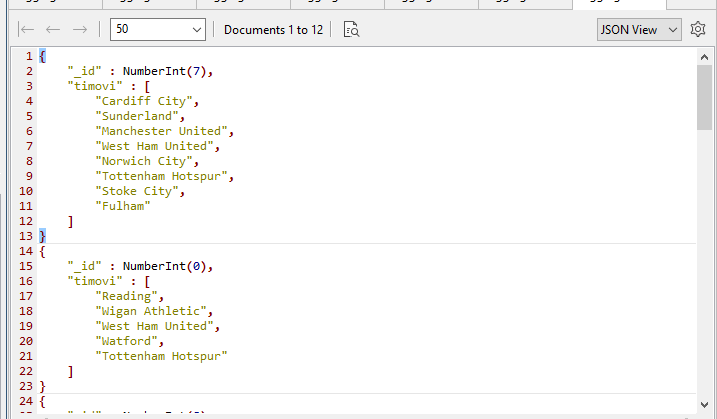 50 Documents 1 to 12 JSON View
1 {
2 "_id" : NumberInt(7),
3 "timovi" : [
4 "Cardiff City",
5 "Sunderland",
6 "Manchester United",
7 "West Ham United",
8 "Norwich City",
9 "Tottenham Hotspur",
10 "Stoke City",
11 "Fulham"
12 ]
13 }
14 {
15 "_id" : NumberInt(0),
16 "timovi" : [
17 "Reading",
18 "Wigan Athletic",
19 "West Ham United",
20 "Watford",
21 "Tottenham Hotspur"
22 ]
23 }
24 {